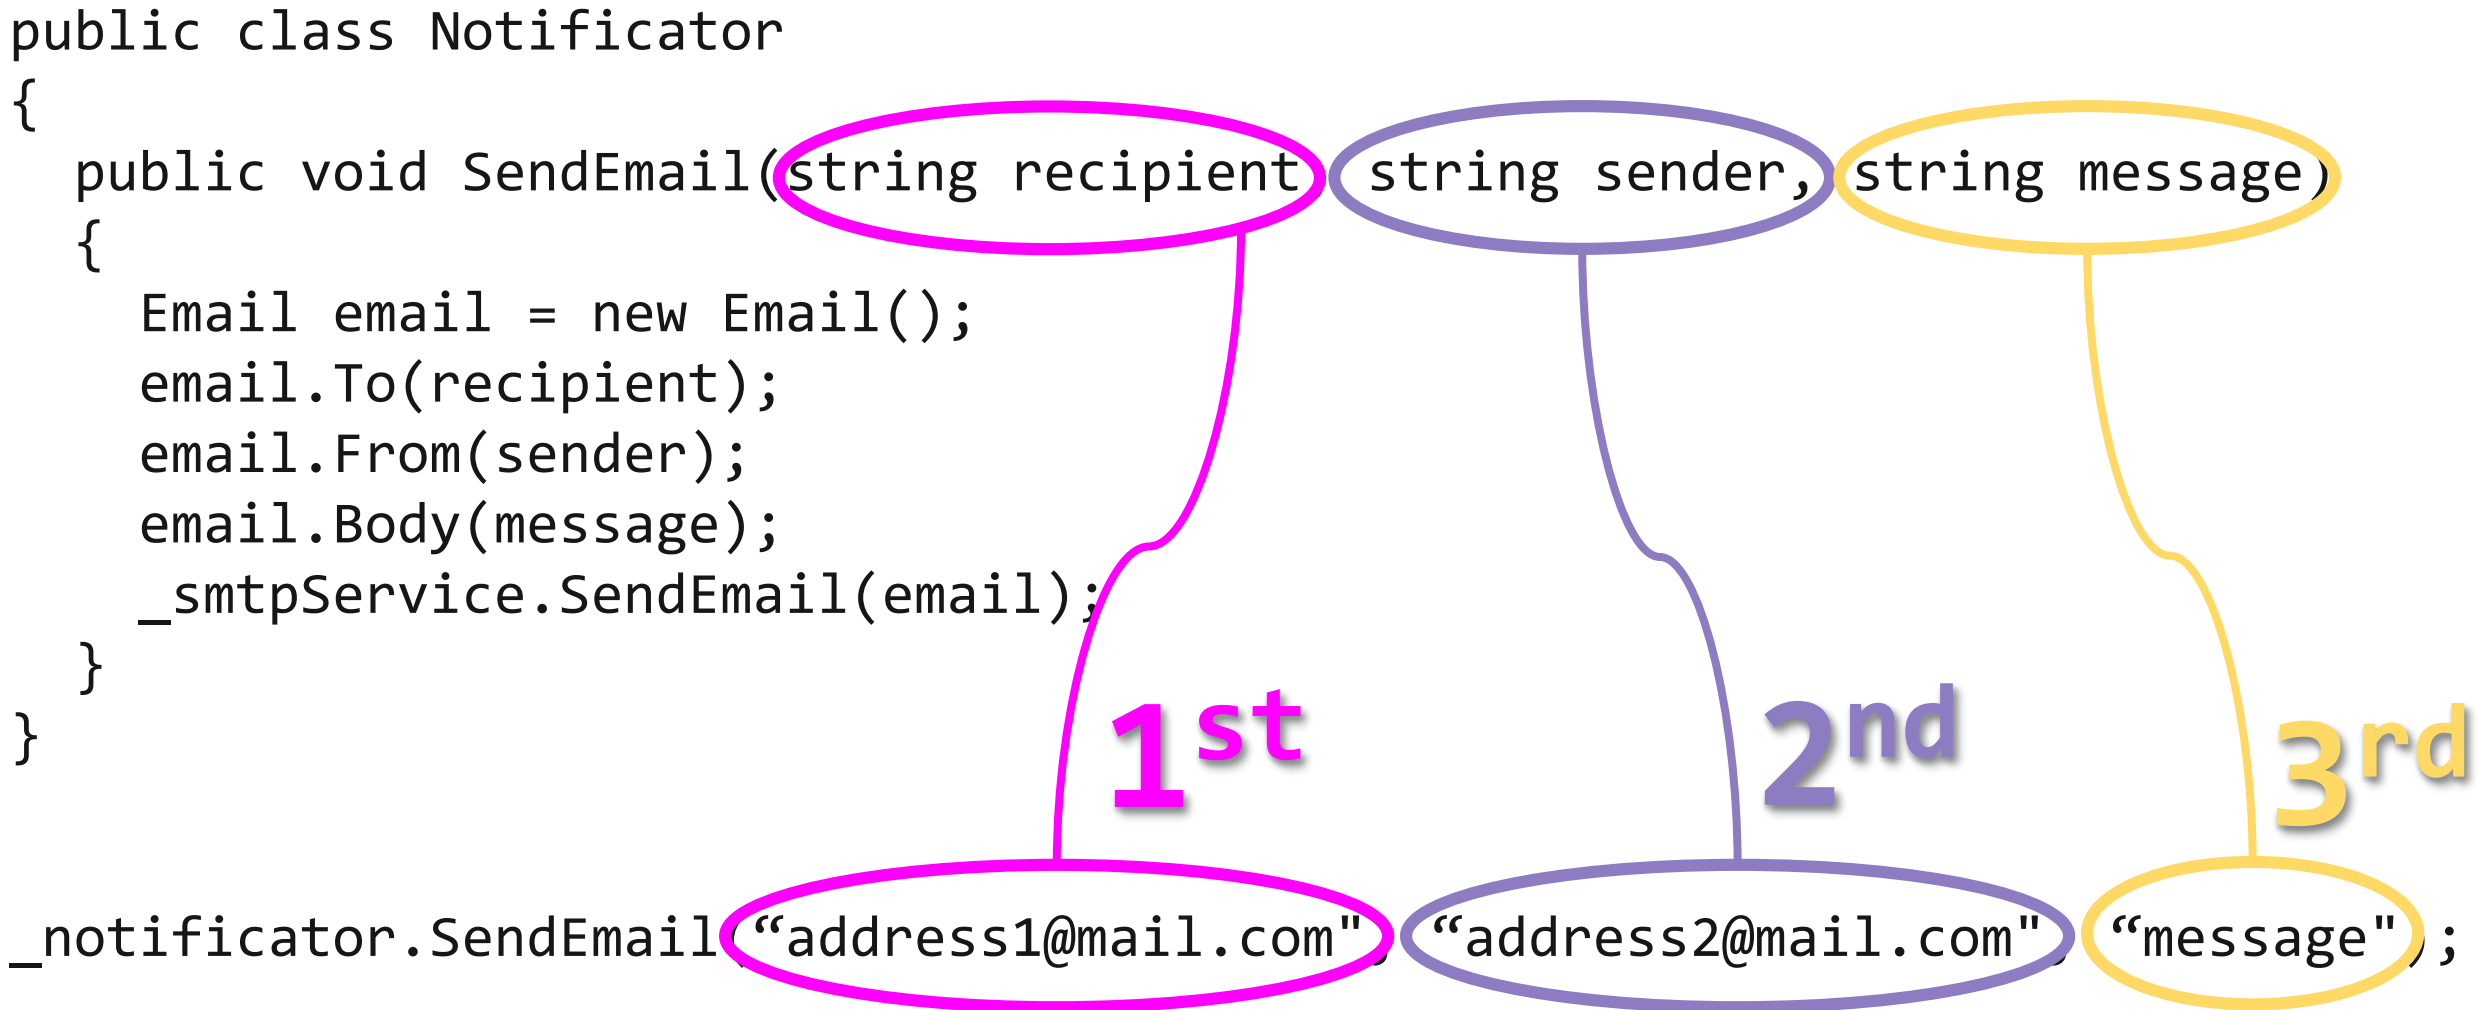 public class Notificator
{
  public void SendEmail(string recipient, string sender, string message)
  {
    Email email = new Email();
    email.To(recipient);
    email.From(sender);
    email.Body(message);
    _smtpService.SendEmail(email);
  }
}
1st 2nd 3rd
_notificator.SendEmail(“address1@mail.com", “address2@mail.com", “message");